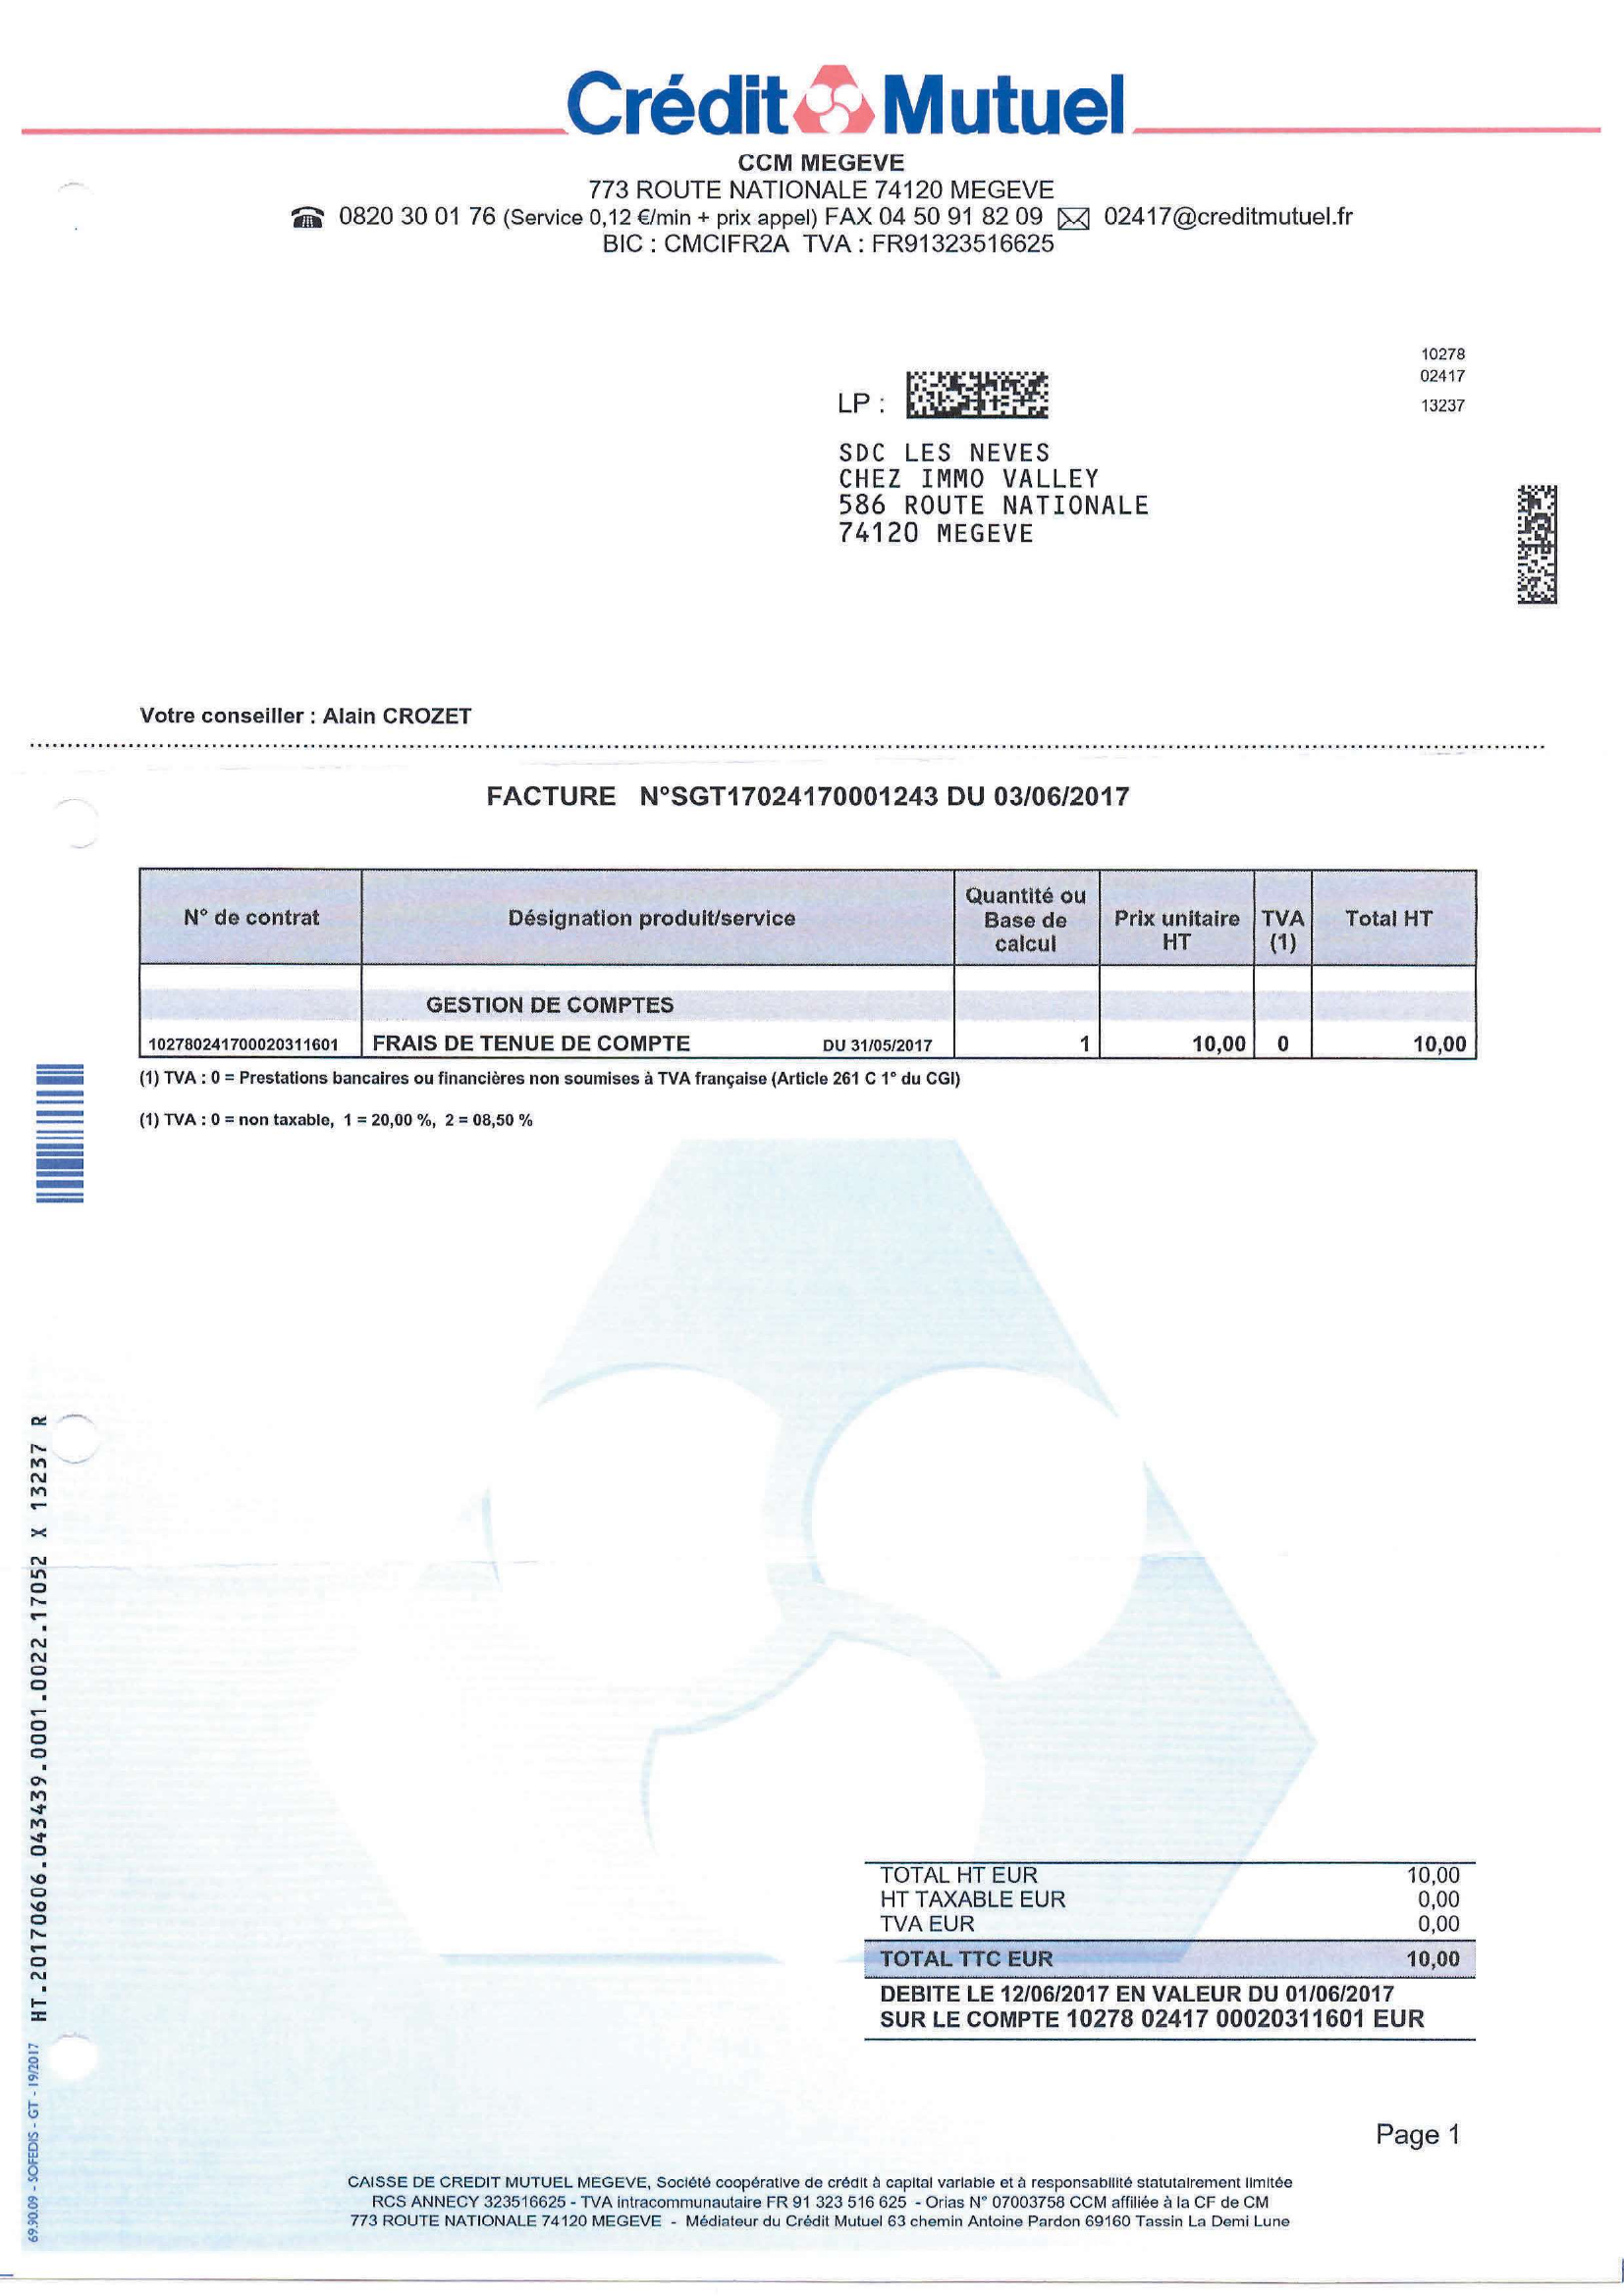 Crédit Mutuel
CCM MEGEVE
773 ROUTE NATIONALE 74120 MEGEVE
0820 30 01 76 (Service 0,12 €/min + prix appel) FAX 04 50 91 82 09 02417@creditmutuel.fr
BIC : CMCIFR2A TVA : FR91323516625
10278
02417
13237
LP :
SDC LES NEVES
CHEZ IMMO VALLEY
586 ROUTE NATIONALE
74120 MEGEVE
Votre conseiller : Alain CROZET
FACTURE N°SGT17024170001243 DU 03/06/2017
N° de contrat Désignation produit/service Quantité ou Base de calcul Prix unitaire HT TVA (1) Total HT
GESTION DE COMPTES
102780241700020311601 FRAIS DE TENUE DE COMPTE DU 31/05/2017 1 10,00 0 10,00
(1) TVA : 0 = Prestations bancaires ou financières non soumises à TVA française (Article 261 C 1° du CGI)
(1) TVA : 0 = non taxable, 1 = 20,00 %, 2 = 08,50 %
TOTAL HT EUR 10,00
HT TAXABLE EUR 0,00
TVA EUR 0,00
TOTAL TTC EUR 10,00
DEBITE LE 12/06/2017 EN VALEUR DU 01/06/2017
SUR LE COMPTE 10278 02417 00020311601 EUR
Page 1
CAISSE DE CREDIT MUTUEL MEGEVE, Société coopérative de crédit à capital variable et à responsabilité statutairement limitée
RCS ANNECY 323516625 - TVA intracommunautaire FR 91 323 516 625 - Orias N° 07003758 CCM affiliée à la CF de CM
773 ROUTE NATIONALE 74120 MEGEVE - Médiateur du Crédit Mutuel 63 chemin Antoine Pardon 69160 Tassin La Demi Lune
HT.20170606.043439.0001.0022.17052 X 13237 R
69.90.09 - SOFEDIS - GT - 19/2017